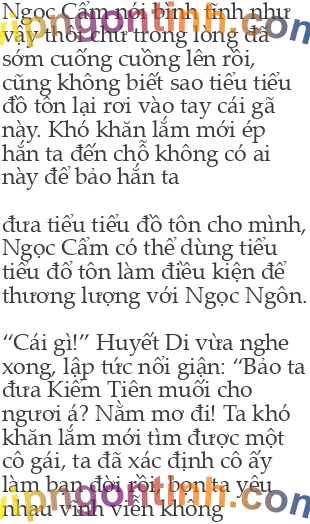 Ngọc Cẩm nói bình tĩnh như
vậy thôi chứ trong lòng đã
sớm cuống cuồng lên rồi,
cũng không biết sao tiểu tiểu
đồ tôn lại rơi vào tay cái gã
này. Khó khăn lắm mới ép
hắn ta đến chỗ không có ai
này để bảo hắn ta
đưa tiểu tiểu đồ tôn cho mình,
Ngọc Cẩm có thể dùng tiểu
tiểu đổ tôn làm điều kiện để
thương lượng với Ngọc Ngôn.
“Cái gì!” Huyết Di vừa nghe
xong, lập tức nổi giận: “Bảo ta
đưa Kiếm Tiên muối cho
ngươi á? Nằm mơ đi! Ta khó
khăn lắm mới tìm được một
cô gái, ta đã xác định cô ấy
làm bạn đời rồi, bọn ta yêu
nhau vĩnh viễn không
vipngontinh.com
vipngontinh.com